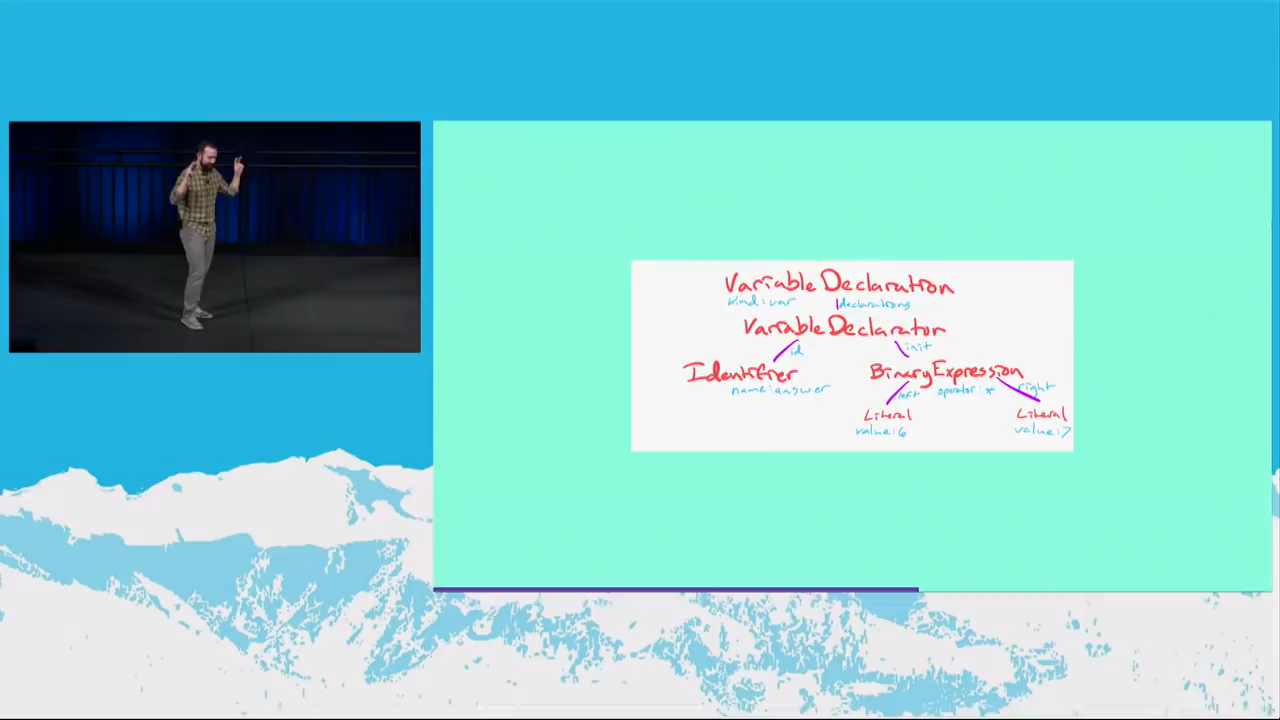 VariableDeclaration
kind: var declarations
VariableDeclarator
id init
Identifier BinaryExpression
name: answer left operator: * right
Literal Literal
value: 6 value: 7